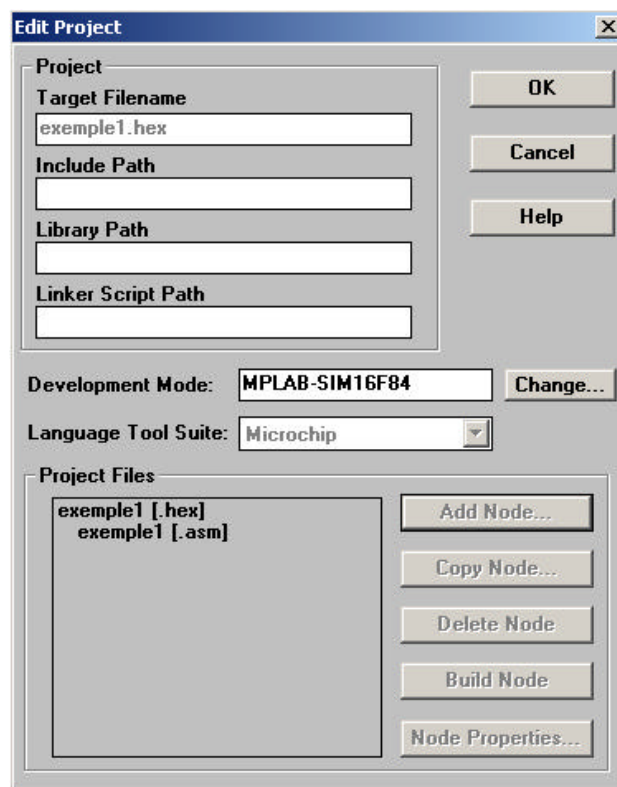 Edit Project
Project
Target Filename
exemple1.hex
Include Path
Library Path
Linker Script Path
OK
Cancel
Help
Development Mode: MPLAB-SIM16F84 Change...
Language Tool Suite: Microchip
Project Files
exemple1 [.hex]
exemple1 [.asm]
Add Node...
Copy Node...
Delete Node
Build Node
Node Properties...